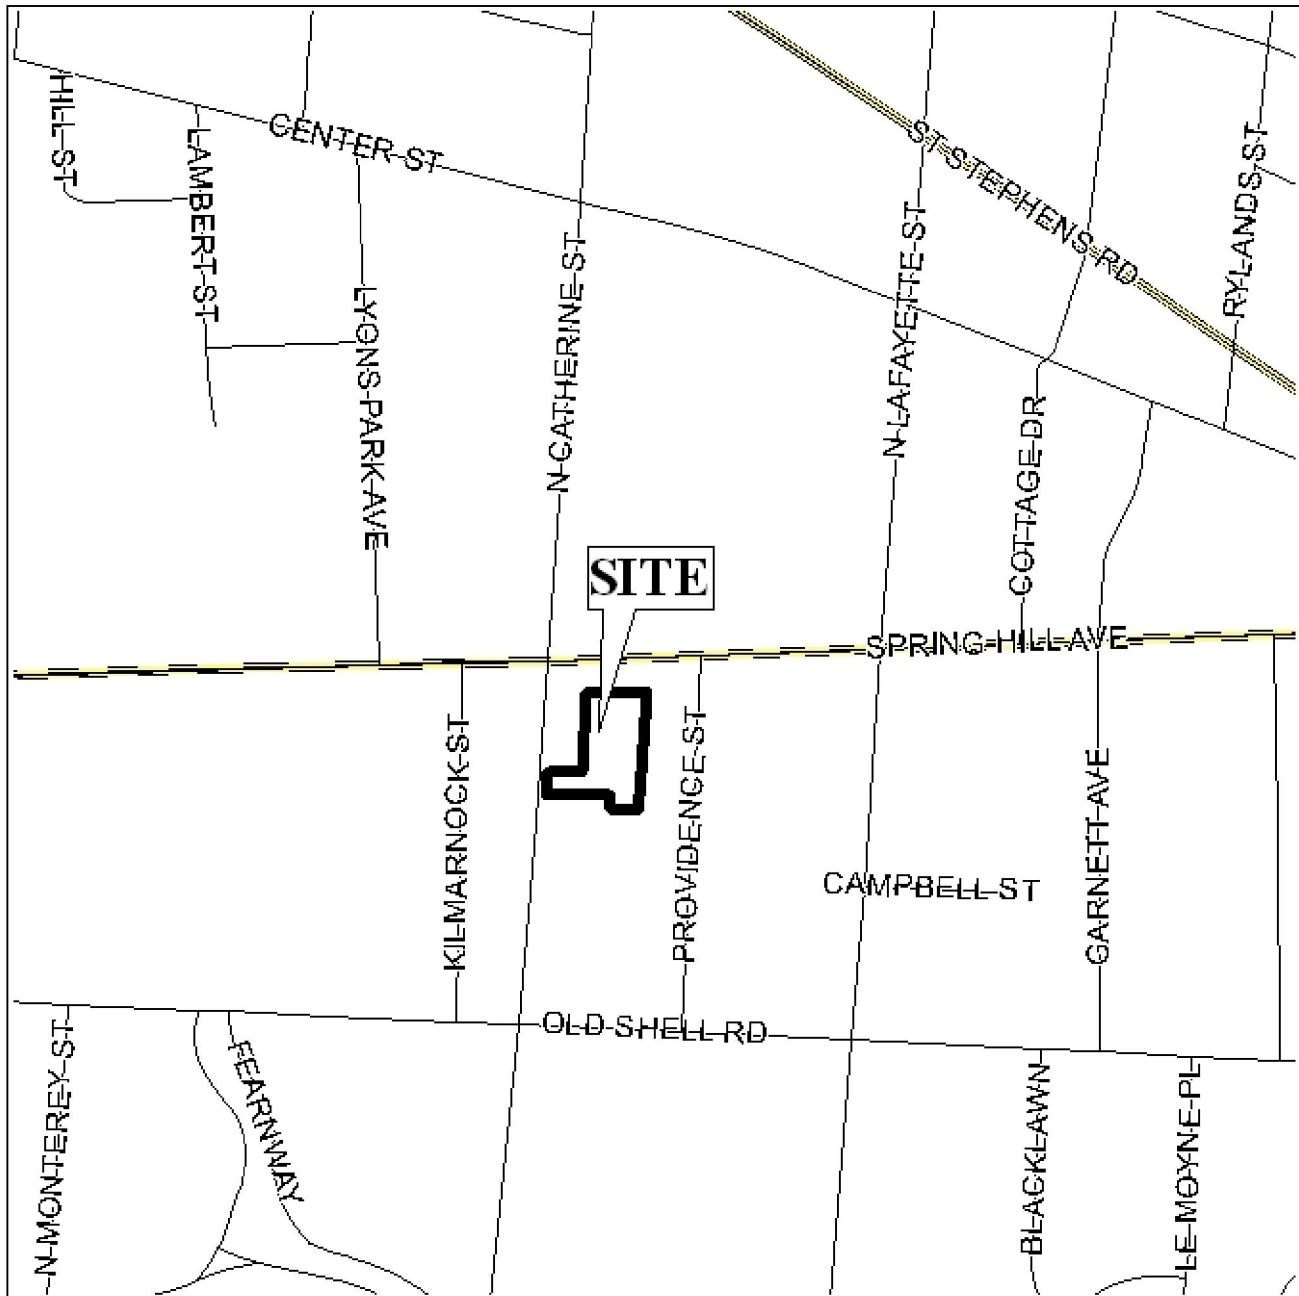 HILL ST
LAMBERT ST
CENTER ST
LYONS PARK AVE
N CATHERINE ST
N LAFAYETTE ST
ST STEPHENS RD
RYLANDS ST
COTTAGE DR
SITE
SPRING HILL AVE
KILMARNOCK ST
PROVIDENCE ST
CAMPBELL ST
GARNETT AVE
OLD SHELL RD
N MONTEREY ST
FEARNWAY
BLACKLAWN
LE MOYNE PL